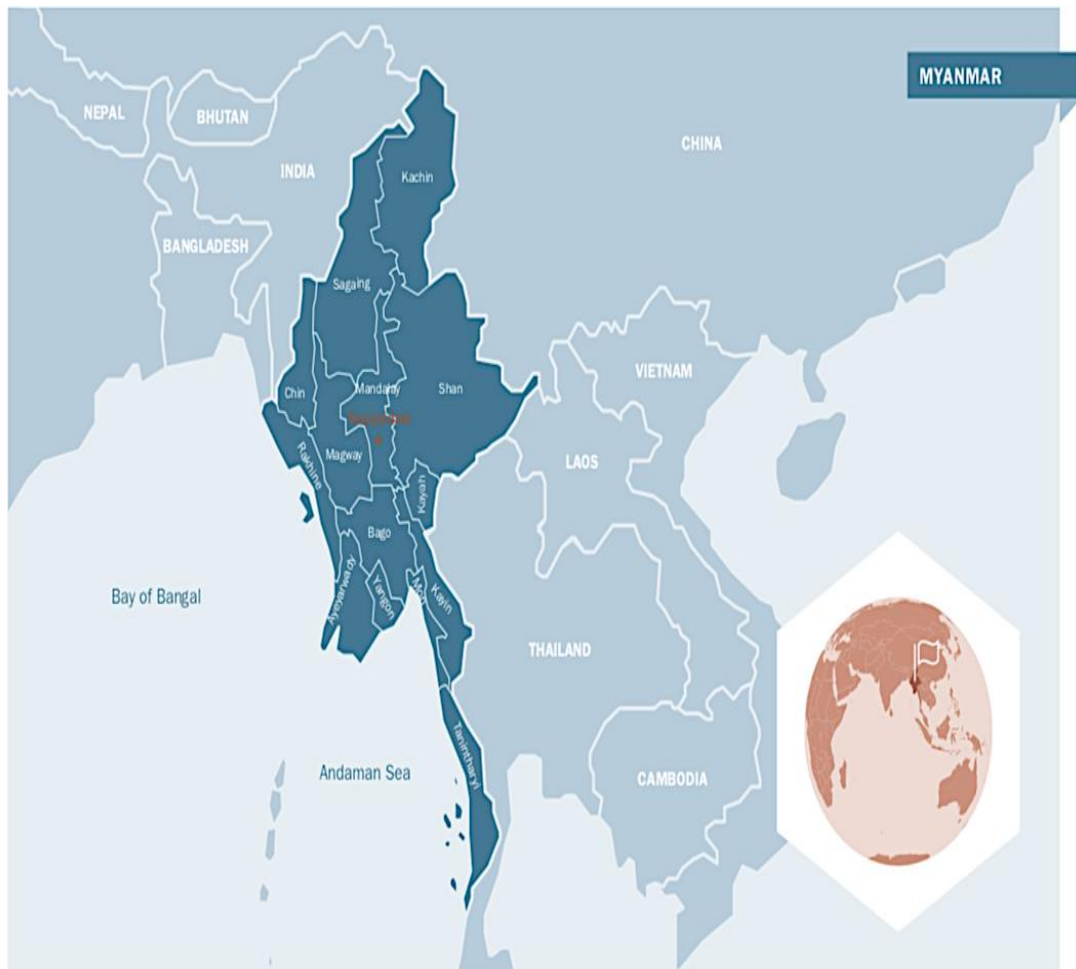 MYANMAR
NEPAL
BHUTAN
CHINA
INDIA
Kachin
BANGLADESH
Sagaing
VIETNAM
Chin
Mandalay
Shan
Rakhine
Magway
LAOS
Kayah
Bago
Bay of Bangal
Ayeyarwady
Yangon
Mon
Kayin
THAILAND
Tanintharyi
Andaman Sea
CAMBODIA